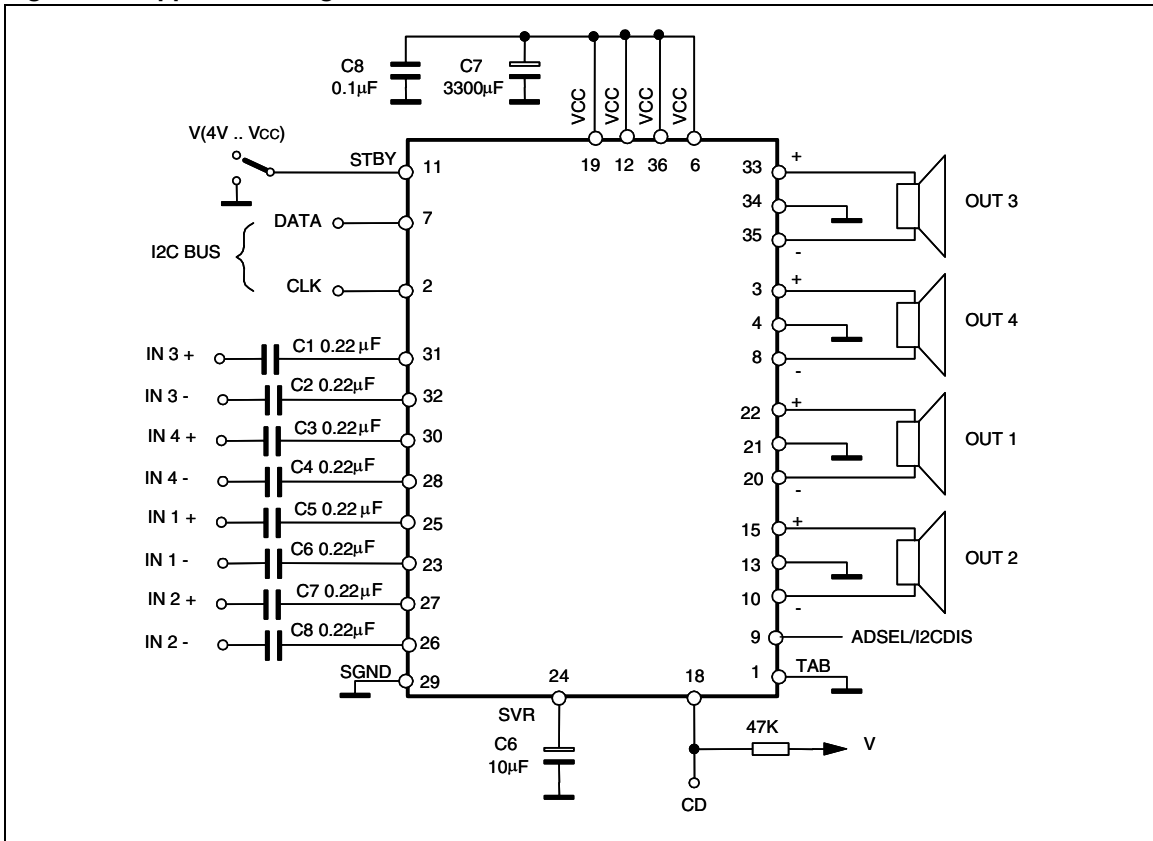 C8
0.1µF
C7
3300µF
VCC
VCC
VCC
VCC
V(4V .. VCC)
STBY
11
19
12
36
6
33
+
34
35
-
OUT 3
DATA
7
I2C BUS
CLK
2
3
+
4
8
-
OUT 4
IN 3 +
C1 0.22 µF
31
IN 3 -
C2 0.22µF
32
IN 4 +
C3 0.22µF
30
IN 4 -
C4 0.22µF
28
IN 1 +
C5 0.22 µF
25
IN 1 -
C6 0.22µF
23
IN 2 +
C7 0.22µF
27
IN 2 -
C8 0.22µF
26
22
+
21
20
-
OUT 1
15
+
13
10
-
OUT 2
9
ADSEL/I2CDIS
SGND
29
24
18
1
TAB
SVR
C6
10µF
47K
V
CD